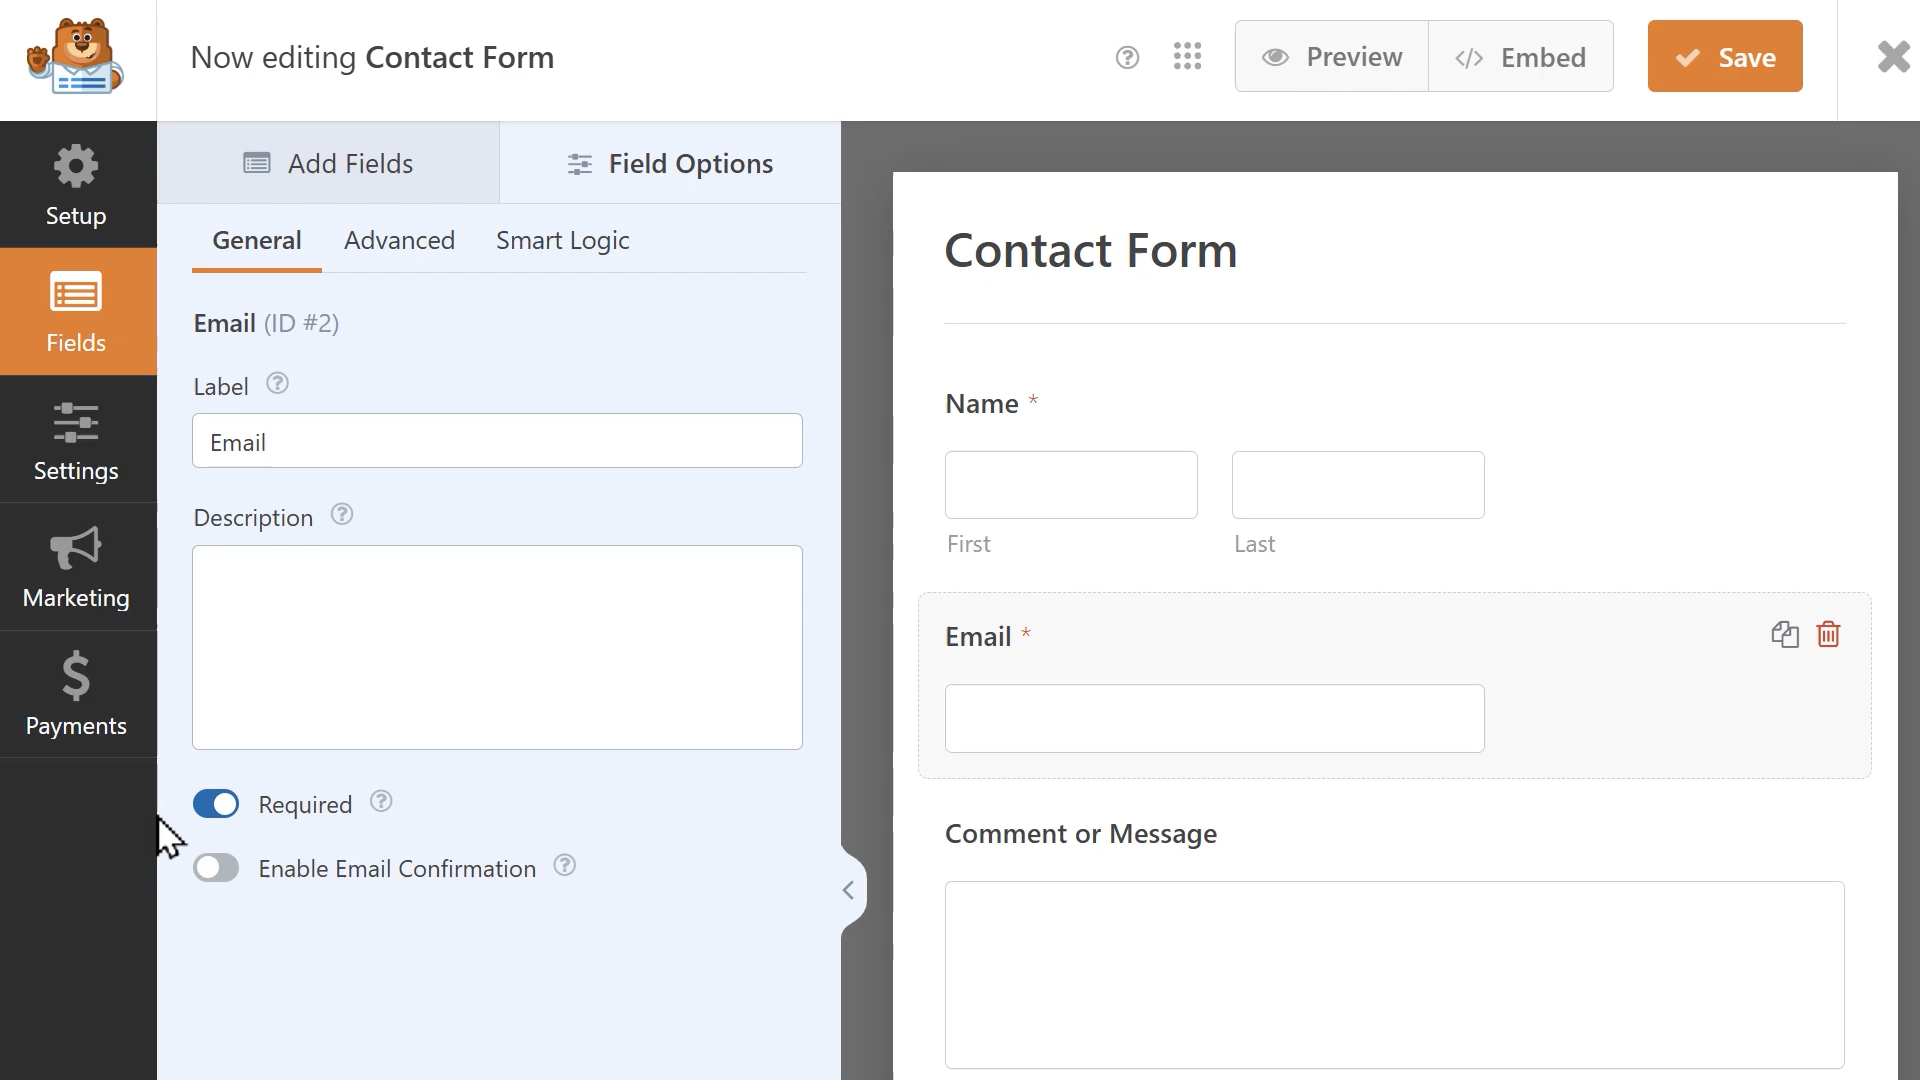 Now editing Contact Form
Preview
Embed
Save
Setup
Fields
Settings
Marketing
Payments
Add Fields
Field Options
General
Advanced
Smart Logic
Email (ID #2)
Label
Email
Description
Required
Enable Email Confirmation
Contact Form
Name *
First
Last
Email *
Comment or Message